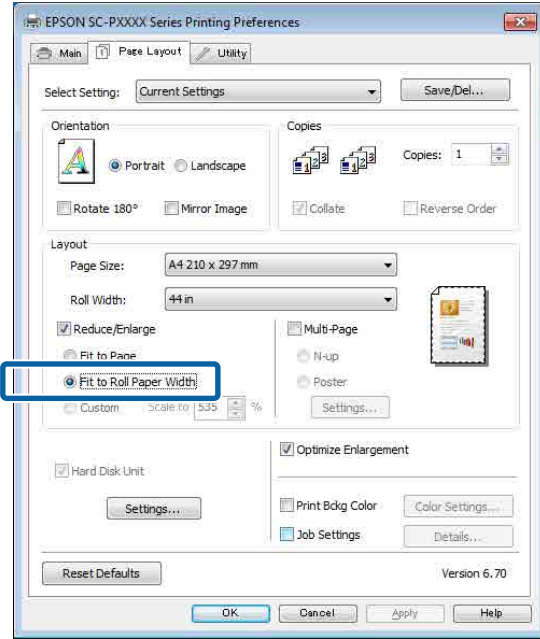 EPSON SC-PXXXX Series Printing Preferences
Main Page Layout Utility
Select Setting: Current Settings Save/Del...
Orientation Copies
Portrait Landscape Copies: 1
Rotate 180° Mirror Image Collate Reverse Order
Layout
Page Size: A4 210 x 297 mm
Roll Width: 44 in
Reduce/Enlarge Multi-Page
Fit to Page N-up
Fit to Roll Paper Width Poster
Custom Scale to 535 % Settings...
Optimize Enlargement
Hard Disk Unit
Settings... Print Bckg Color Color Settings...
Job Settings Details...
Reset Defaults Version 6.70
OK Cancel Apply Help